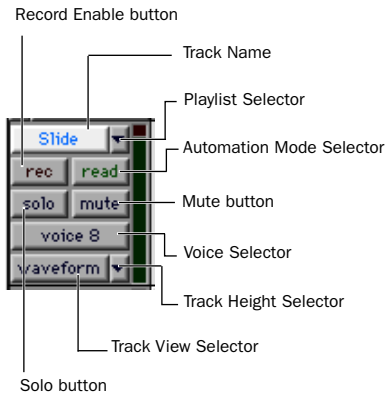 Record Enable button
Track Name
Playlist Selector
Slide
Automation Mode Selector
rec read
solo mute
Mute button
voice 8
Voice Selector
waveform
Track Height Selector
Track View Selector
Solo button